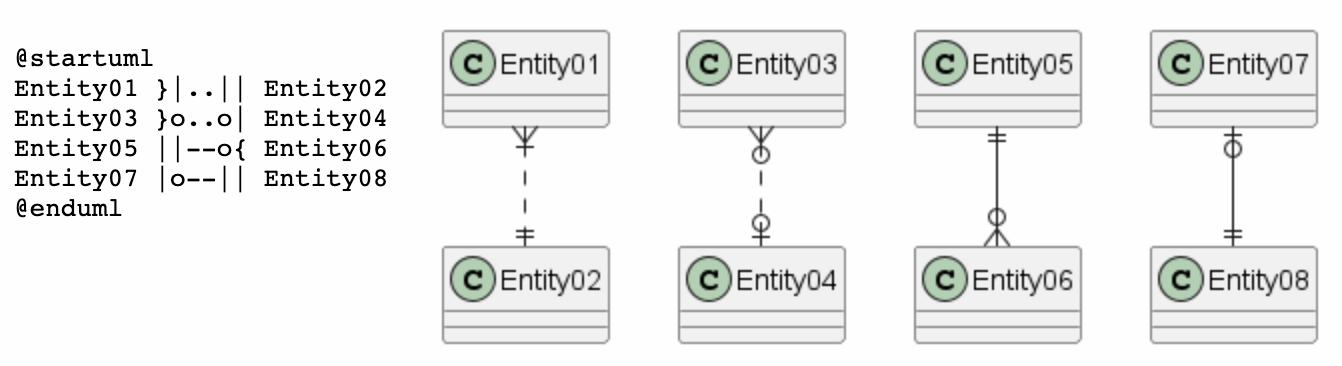 @startuml
Entity01 }|..|| Entity02
Entity03 }o..o| Entity04
Entity05 ||--o{ Entity06
Entity07 |o--|| Entity08
@enduml
C Entity01
C Entity03
C Entity05
C Entity07
C Entity02
C Entity04
C Entity06
C Entity08